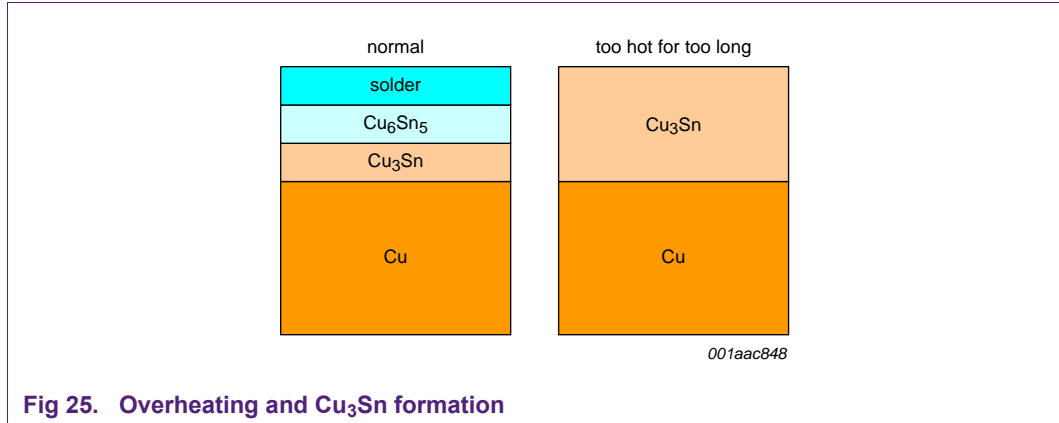 normal
too hot for too long
solder
Cu6Sn5
Cu3Sn
Cu
Cu3Sn
Cu
001aac848
Fig 25. Overheating and Cu3Sn formation